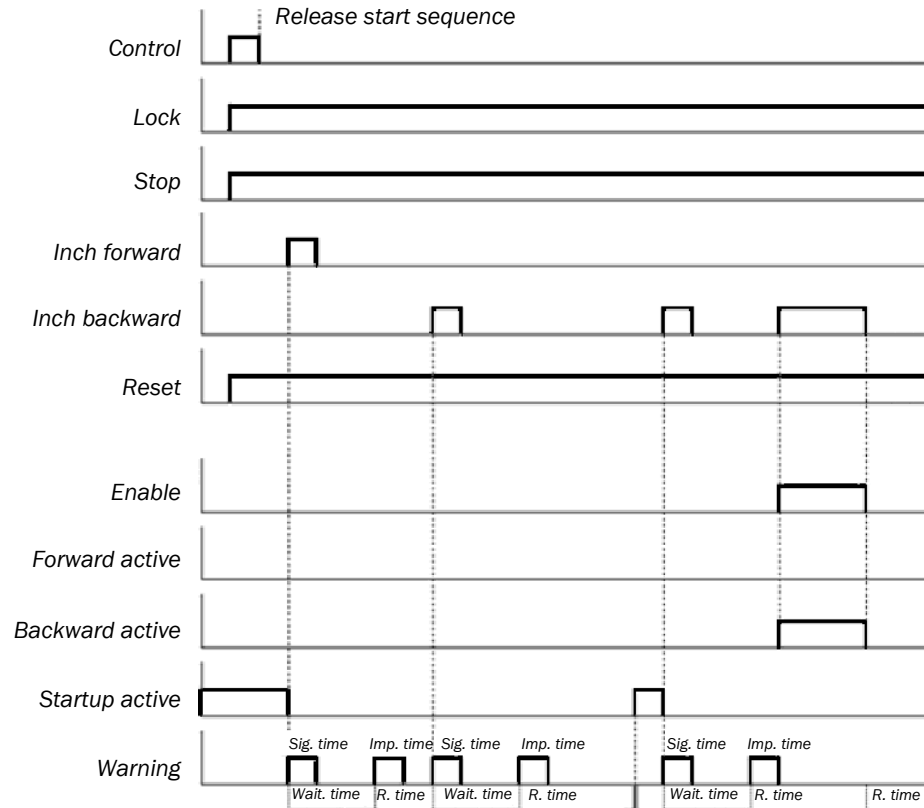 Release start sequence
Control
Lock
Stop
Inch forward
Inch backward
Reset
Enable
Forward active
Backward active
Startup active
Sig. time Imp. time Sig. time Imp. time Sig. time Imp. time
Warning
Wait. time R. time Wait. time R. time Wait. time R. time R. time